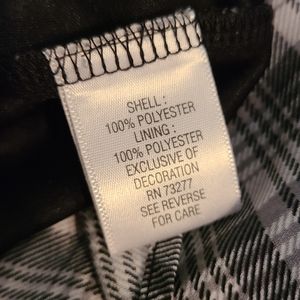 SHELL :
100% POLYESTER
LINING :
100% POLYESTER
EXCLUSIVE OF
DECORATION
RN 73277
SEE REVERSE
FOR CARE